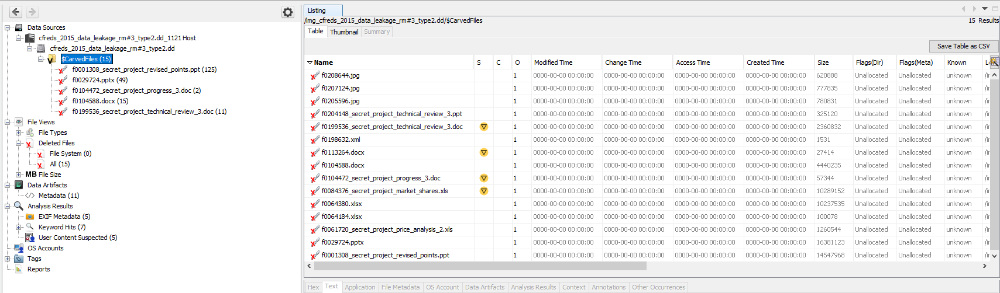 Data Sources
cfreds_2015_data_leakage_rm#3_type2.dd_1121 Host
cfreds_2015_data_leakage_rm#3_type2.dd
$CarvedFiles (15)
f0001308_secret_project_revised_points.ppt (125)
f0029724.pptx (49)
f0104472_secret_project_progress_3.doc (2)
f0104588.docx (15)
f0199536_secret_project_technical_review_3.doc (11)
File Views
File Types
Deleted Files
File System (0)
All (15)
MB File Size
Data Artifacts
Metadata (11)
Analysis Results
EXIF Metadata (5)
Keyword Hits (7)
User Content Suspected (5)
OS Accounts
Tags
Reports
Listing
/img_cfreds_2015_data_leakage_rm#3_type2.dd/$CarvedFiles 15 Results
Table Thumbnail Summary
Save Table as CSV
Name S C O Modified Time Change Time Access Time Created Time Size Flags(Dir) Flags(Meta) Known
f0208644.jpg 1 0000-00-00 00:00:00 0000-00-00 00:00:00 0000-00-00 00:00:00 0000-00-00 00:00:00 620888 Unallocated Unallocated unknown
f0207124.jpg 1 0000-00-00 00:00:00 0000-00-00 00:00:00 0000-00-00 00:00:00 0000-00-00 00:00:00 777835 Unallocated Unallocated unknown
f0205596.jpg 1 0000-00-00 00:00:00 0000-00-00 00:00:00 0000-00-00 00:00:00 0000-00-00 00:00:00 780831 Unallocated Unallocated unknown
f0204148_secret_project_technical_review_3.ppt 1 0000-00-00 00:00:00 0000-00-00 00:00:00 0000-00-00 00:00:00 0000-00-00 00:00:00 325120 Unallocated Unallocated unknown
f0199536_secret_project_technical_review_3.doc 1 0000-00-00 00:00:00 0000-00-00 00:00:00 0000-00-00 00:00:00 0000-00-00 00:00:00 2360832 Unallocated Unallocated unknown
f0198632.xml 1 0000-00-00 00:00:00 0000-00-00 00:00:00 0000-00-00 00:00:00 0000-00-00 00:00:00 1531 Unallocated Unallocated unknown
f0113264.docx 1 0000-00-00 00:00:00 0000-00-00 00:00:00 0000-00-00 00:00:00 0000-00-00 00:00:00 27414 Unallocated Unallocated unknown
f0104588.docx 1 0000-00-00 00:00:00 0000-00-00 00:00:00 0000-00-00 00:00:00 0000-00-00 00:00:00 4440235 Unallocated Unallocated unknown
f0104472_secret_project_progress_3.doc 1 0000-00-00 00:00:00 0000-00-00 00:00:00 0000-00-00 00:00:00 0000-00-00 00:00:00 57344 Unallocated Unallocated unknown
f0084376_secret_project_market_shares.xls 1 0000-00-00 00:00:00 0000-00-00 00:00:00 0000-00-00 00:00:00 0000-00-00 00:00:00 10289152 Unallocated Unallocated unknown
f0064380.xlsx 1 0000-00-00 00:00:00 0000-00-00 00:00:00 0000-00-00 00:00:00 0000-00-00 00:00:00 10237535 Unallocated Unallocated unknown
f0064184.xlsx 1 0000-00-00 00:00:00 0000-00-00 00:00:00 0000-00-00 00:00:00 0000-00-00 00:00:00 100078 Unallocated Unallocated unknown
f0061720_secret_project_price_analysis_2.xls 1 0000-00-00 00:00:00 0000-00-00 00:00:00 0000-00-00 00:00:00 0000-00-00 00:00:00 1260544 Unallocated Unallocated unknown
f0029724.pptx 1 0000-00-00 00:00:00 0000-00-00 00:00:00 0000-00-00 00:00:00 0000-00-00 00:00:00 16381123 Unallocated Unallocated unknown
f0001308_secret_project_revised_points.ppt 1 0000-00-00 00:00:00 0000-00-00 00:00:00 0000-00-00 00:00:00 0000-00-00 00:00:00 14547968 Unallocated Unallocated unknown
Hex Text Application File Metadata OS Account Data Artifacts Analysis Results Context Annotations Other Occurrences